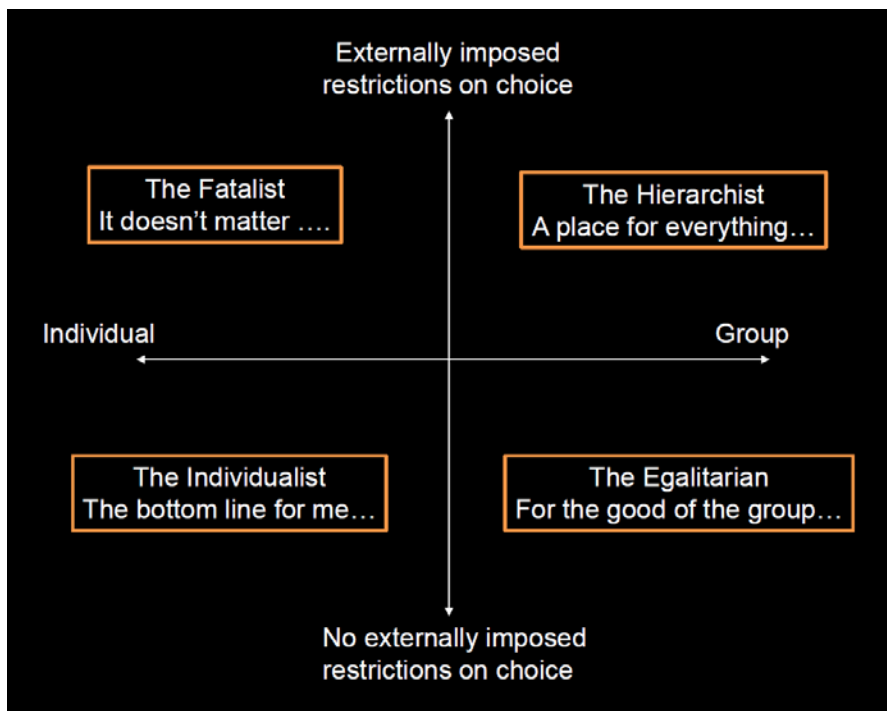 Externally imposed
restrictions on choice
The Fatalist
It doesn’t matter ….
The Hierarchist
A place for everything…
Individual
Group
The Individualist
The bottom line for me…
The Egalitarian
For the good of the group…
No externally imposed
restrictions on choice